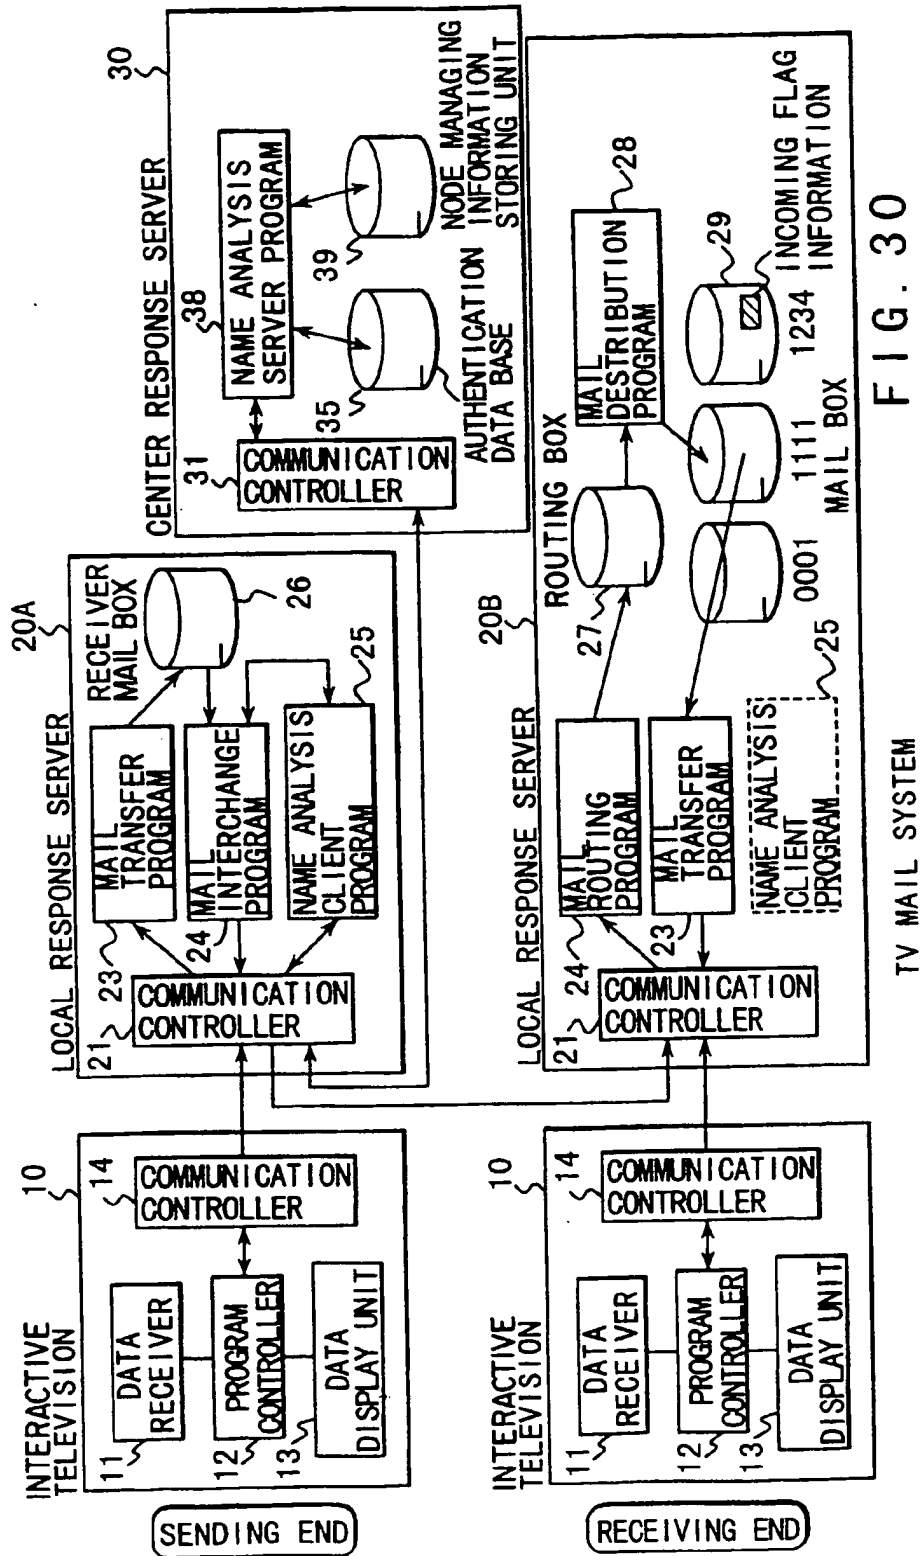 SENDING END
INTERACTIVE
TELEVISION
10
DATA
RECEIVER
11
PROGRAM
CONTROLLER
12
DATA
DISPLAY UNIT
13
14
COMMUNICATION
CONTROLLER
LOCAL RESPONSE SERVER
20A
21
COMMUNICATION
CONTROLLER
23
MAIL
TRANSFER
PROGRAM
RECEIVER
MAIL BOX
26
24
MAIL
INTERCHANGE
PROGRAM
NAME ANALYSIS
CLIENT
PROGRAM
25
CENTER RESPONSE SERVER
30
31
COMMUNICATION
CONTROLLER
38
NAME ANALYSIS
SERVER PROGRAM
35
AUTHENTICATION
DATA BASE
39
NODE MANAGING
INFORMATION
STORING UNIT
RECEIVING END
INTERACTIVE
TELEVISION
10
DATA
RECEIVER
11
PROGRAM
CONTROLLER
12
DATA
DISPLAY UNIT
13
14
COMMUNICATION
CONTROLLER
LOCAL RESPONSE SERVER
20B
21
COMMUNICATION
CONTROLLER
24
MAIL
ROUTING
PROGRAM
23
MAIL
TRANSFER
PROGRAM
NAME ANALYSIS
CLIENT
PROGRAM
25
ROUTING BOX
27
MAIL
DESTRIBUTION
PROGRAM
28
29
0001
1111
1234
MAIL BOX
INCOMING FLAG
INFORMATION
TV MAIL SYSTEM
FIG. 30